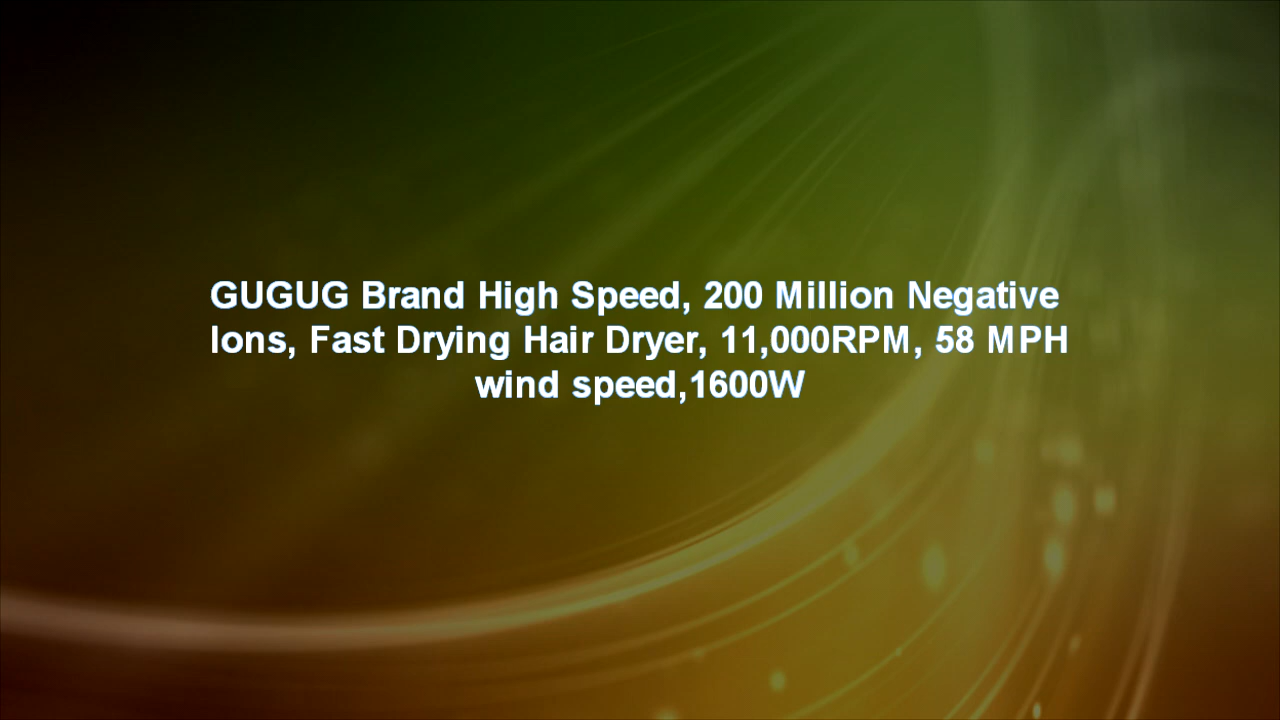 GUGUG Brand High Speed, 200 Million Negative
Ions, Fast Drying Hair Dryer, 11,000RPM, 58 MPH
wind speed,1600W